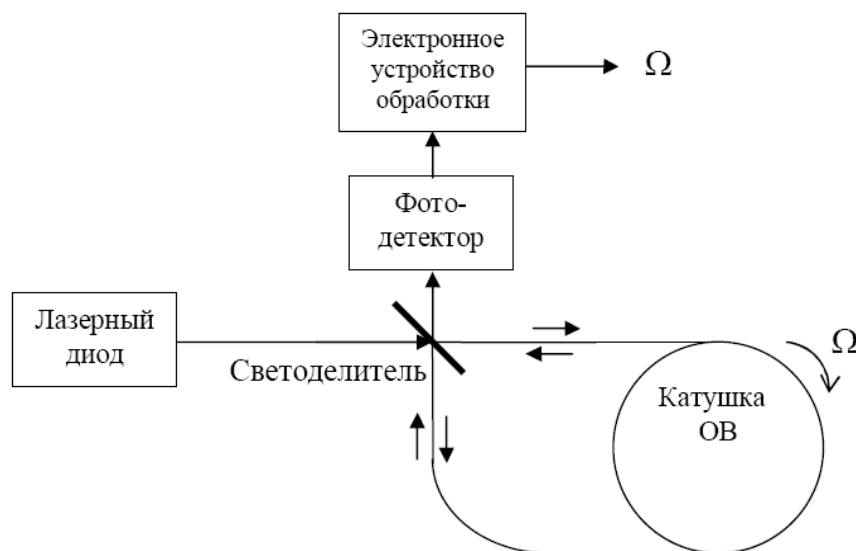 Электронное
устройство
обработки
Ω
Фото-
детектор
Лазерный
диод
Светоделитель
Ω
Катушка
ОВ